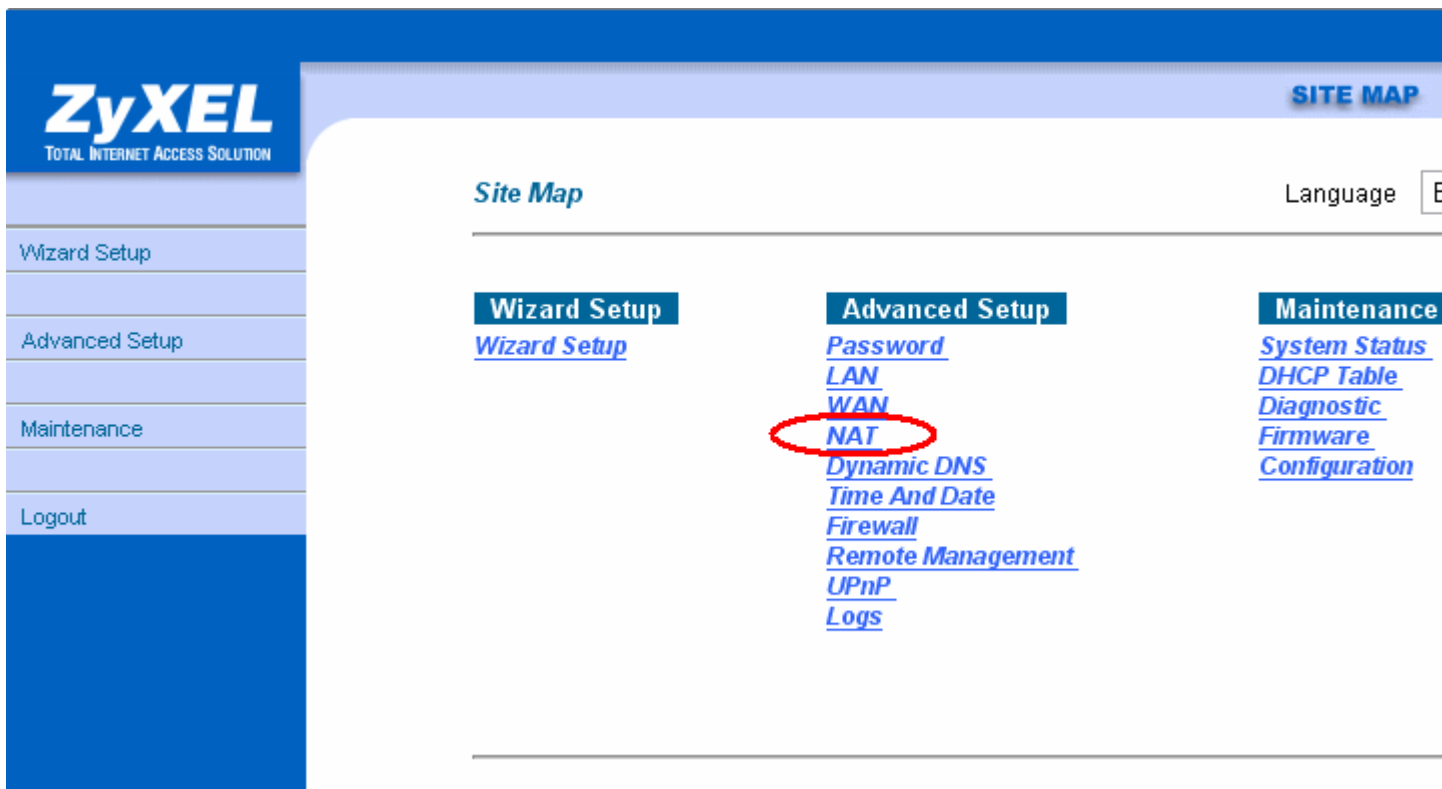 ZyXEL
TOTAL INTERNET ACCESS SOLUTION
SITE MAP
Site Map
Language
Wizard Setup
Advanced Setup
Maintenance
Logout
Wizard Setup
Wizard Setup
Advanced Setup
Password
LAN
WAN
NAT
Dynamic DNS
Time And Date
Firewall
Remote Management
UPnP
Logs
Maintenance
System Status
DHCP Table
Diagnostic
Firmware
Configuration